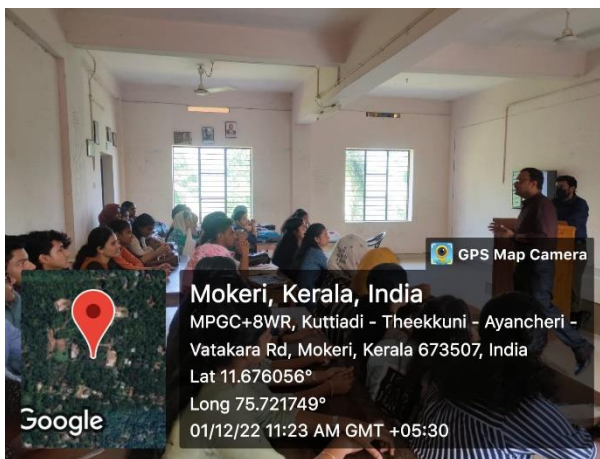 GPS Map Camera
Mokeri, Kerala, India
MPGC+8WR, Kuttiadi - Theekkuni - Ayancheri -
Vatakara Rd, Mokeri, Kerala 673507, India
Lat 11.676056°
Long 75.721749°
01/12/22 11:23 AM GMT +05:30
Google